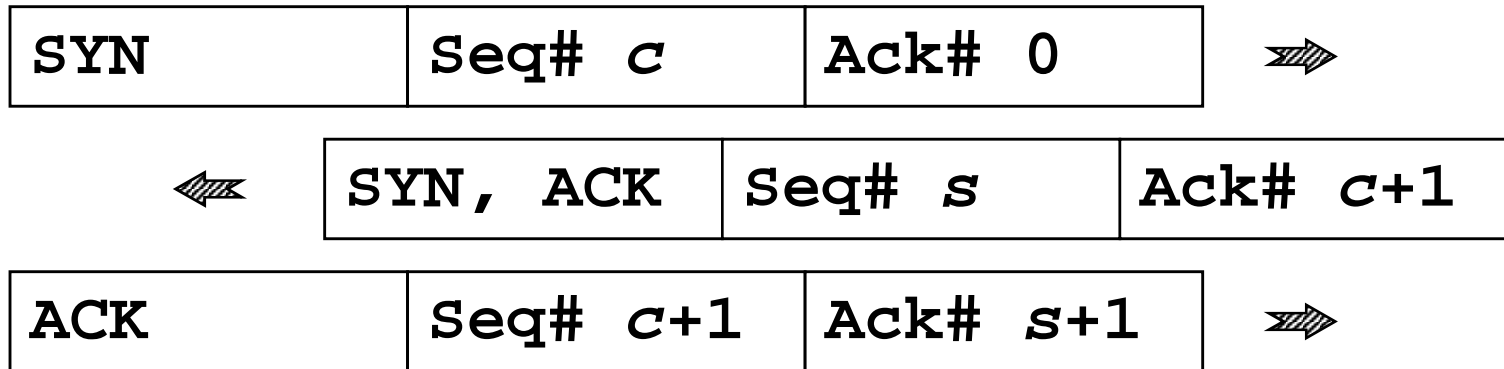 SYN Seq# c Ack# 0
SYN, ACK Seq# s Ack# c+1
ACK Seq# c+1 Ack# s+1